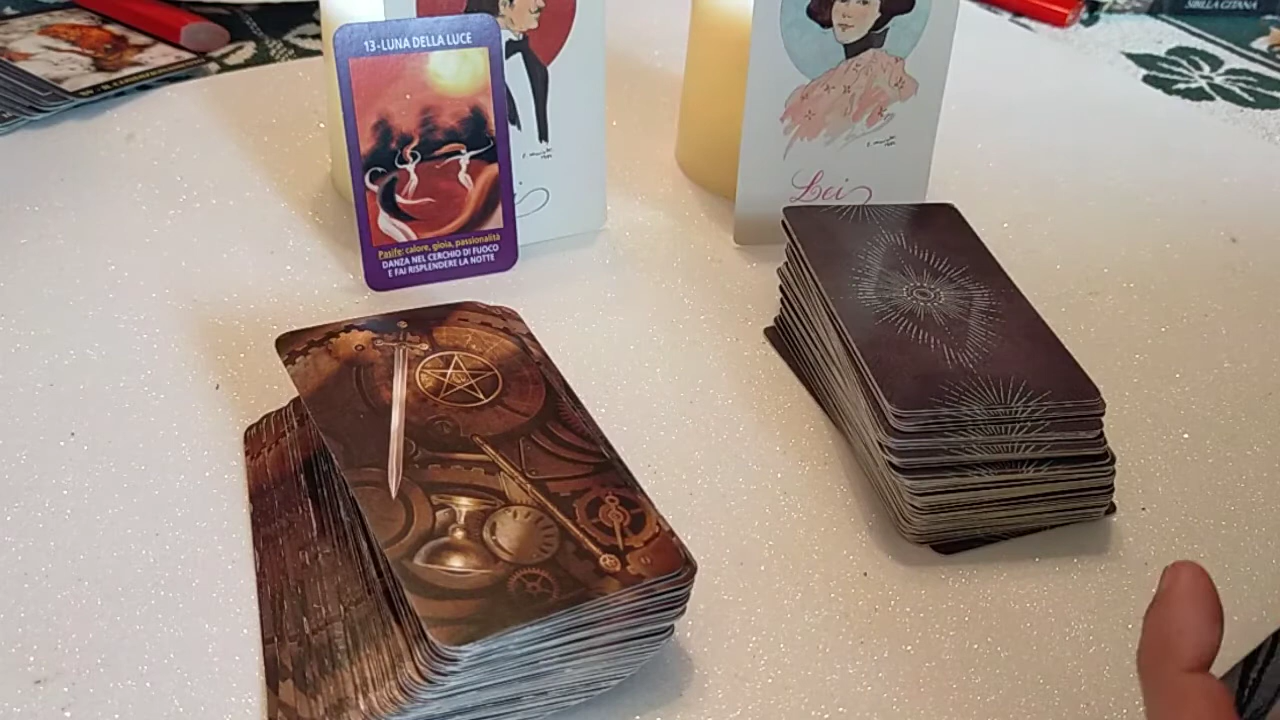 13-LUNA DELLA LUCE
Pasife: calore, gioia, passionalità
DANZA NEL CERCHIO DI FUOCO
E FAI RISPLENDERE LA NOTTE
Lei
SIBILLA GITANA